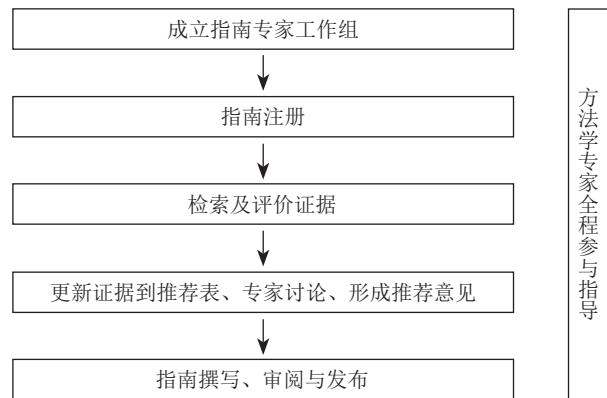 成立指南专家工作组
指南注册
检索及评价证据
更新证据到推荐表、专家讨论、形成推荐意见
指南撰写、审阅与发布
方法学专家全程参与指导